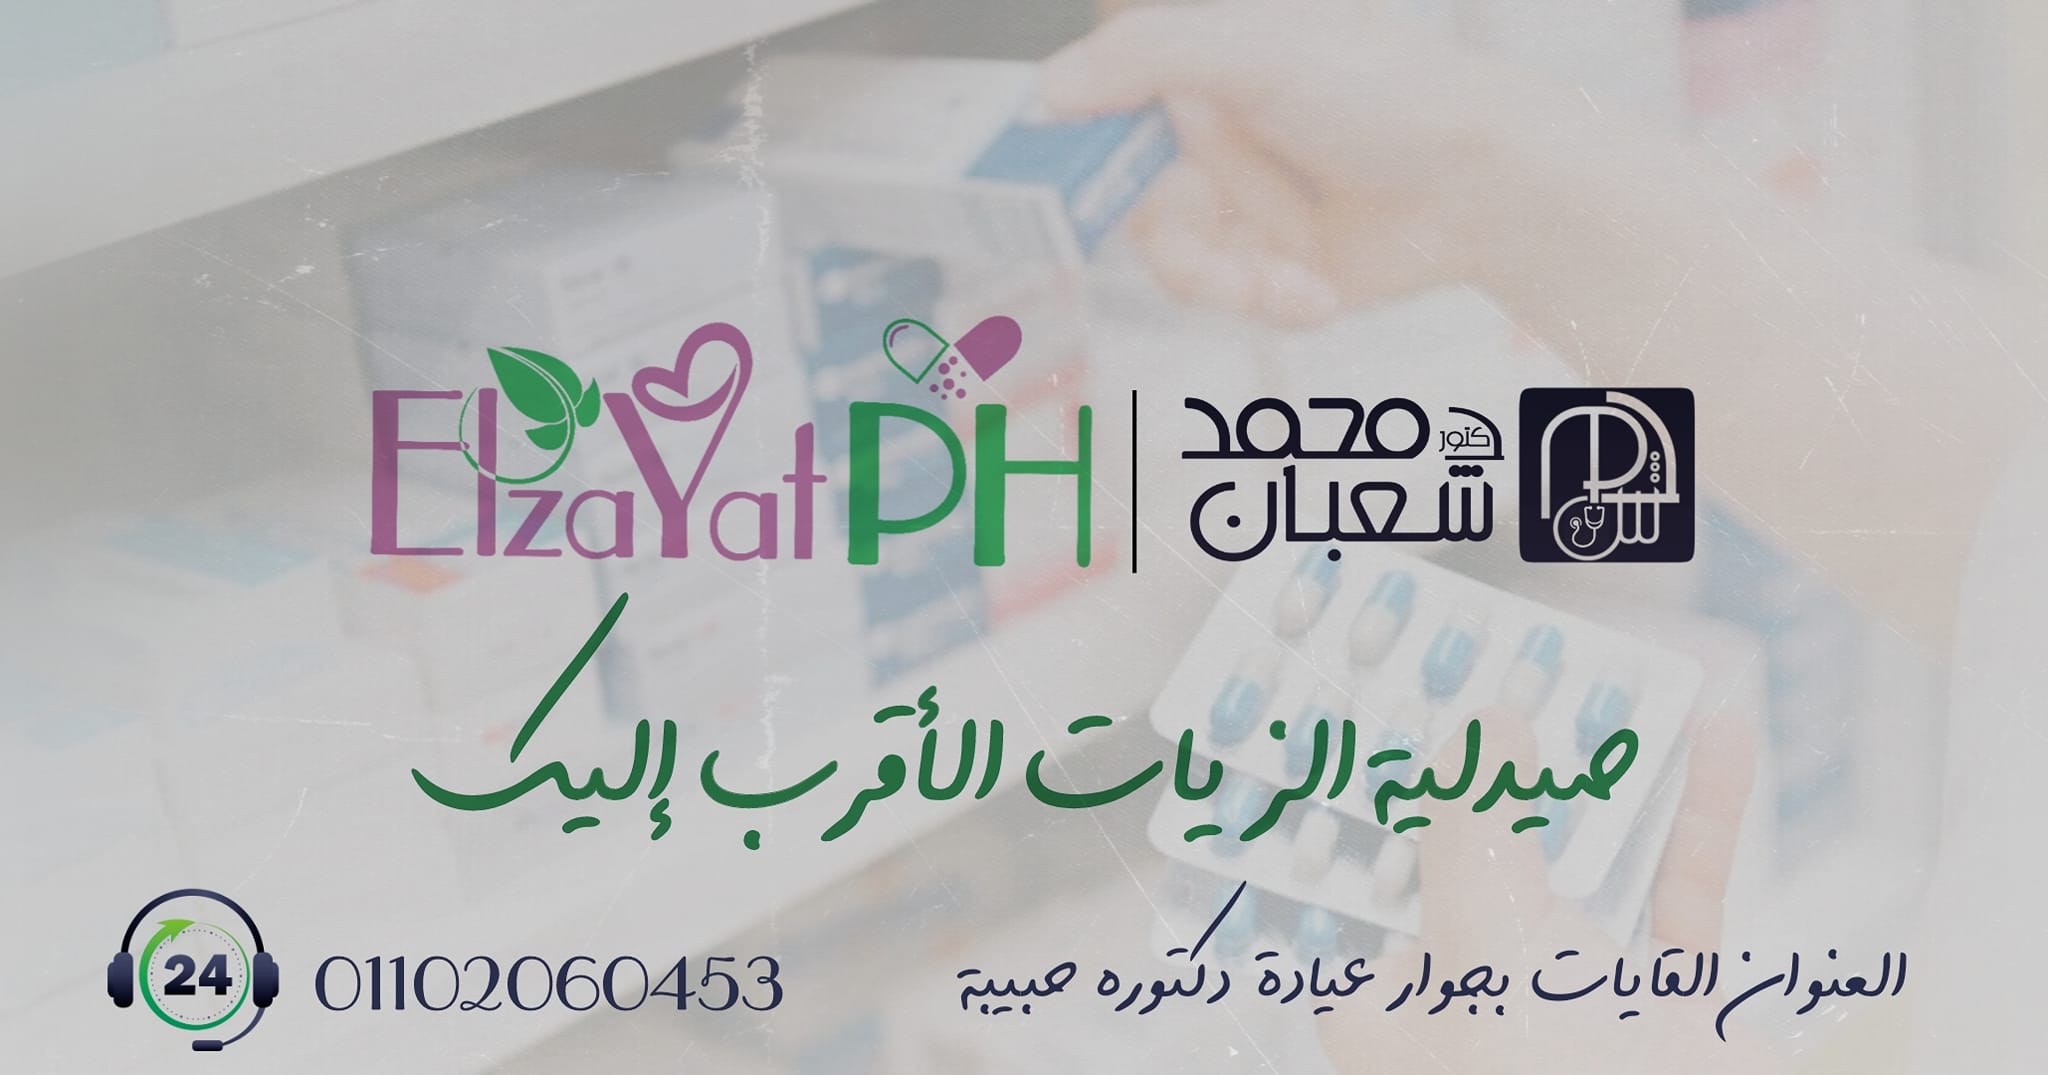 ElzaYat PH
دكتور محمد
شعبان
صيدلية الزيات الأقرب إليك
24
01102060453
العنوان القايات بجوار عيادة دكتوره حبيبة